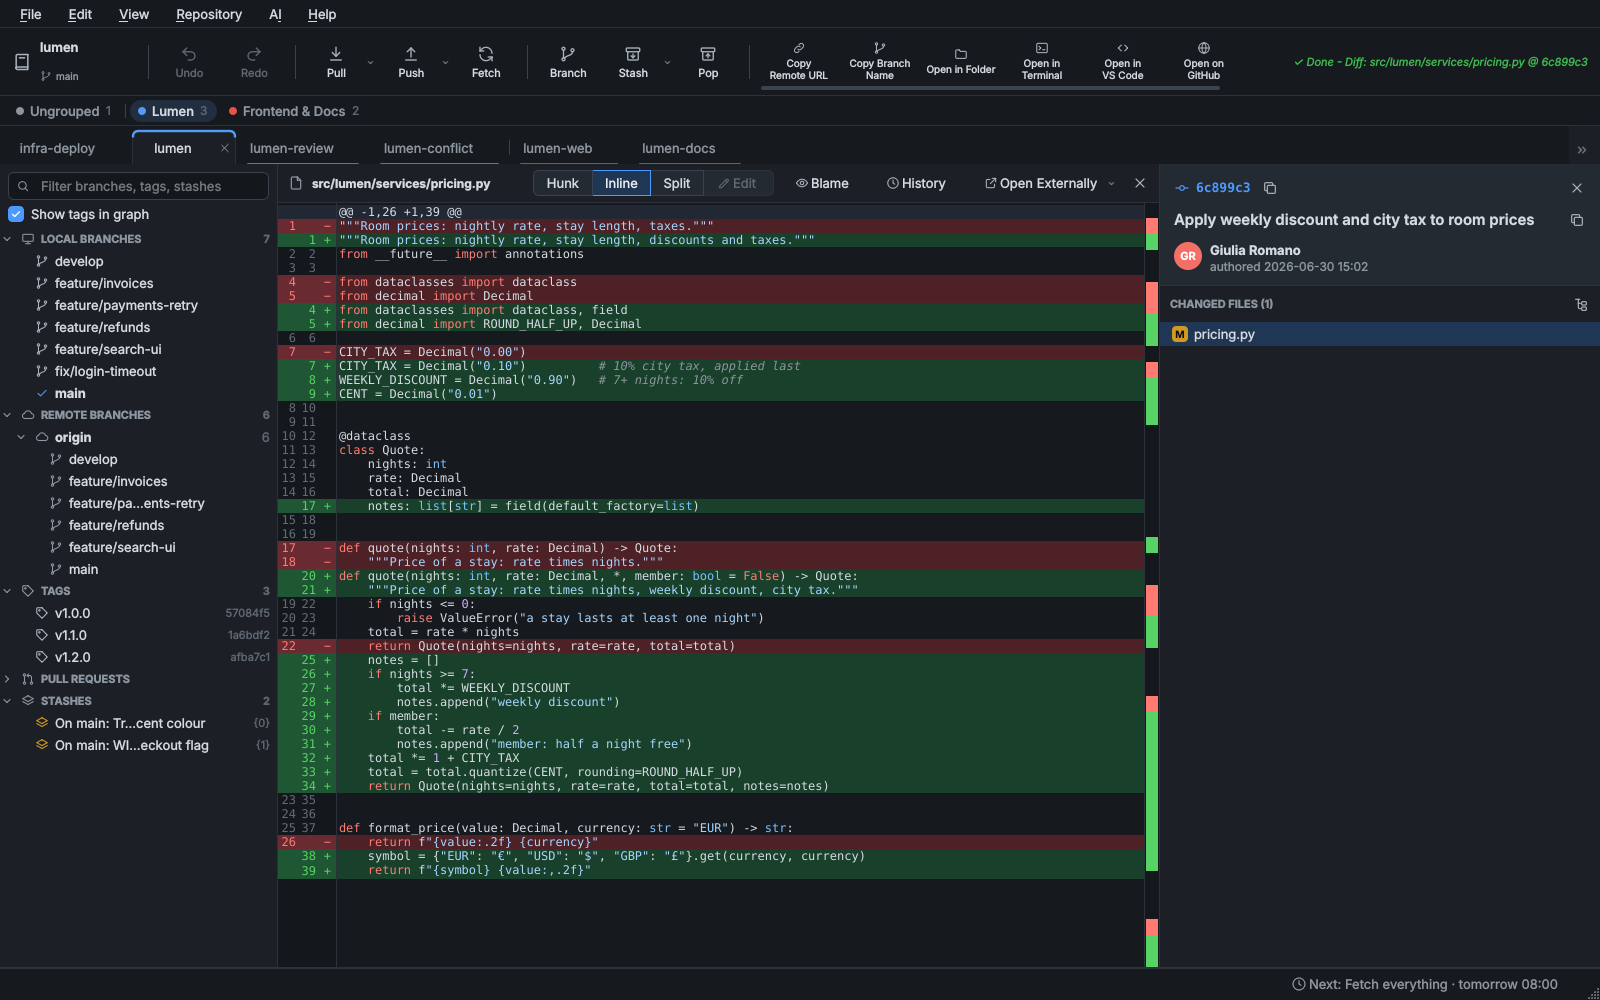 File Edit View Repository AI Help
lumen
main
Undo Redo Pull Push Fetch Branch Stash Pop
Copy Remote URL
Copy Branch Name
Open in Folder
Open in Terminal
Open in VS Code
Open on GitHub
✓ Done - Diff: src/lumen/services/pricing.py @ 6c899c3
Ungrouped 1 Lumen 3 Frontend & Docs 2
infra-deploy lumen lumen-review lumen-conflict lumen-web lumen-docs
Filter branches, tags, stashes
Show tags in graph
LOCAL BRANCHES 7
develop
feature/invoices
feature/payments-retry
feature/refunds
feature/search-ui
fix/login-timeout
main
REMOTE BRANCHES 6
origin 6
develop
feature/invoices
feature/pa...ents-retry
feature/refunds
feature/search-ui
main
TAGS 3
v1.0.0 57084f5
v1.1.0 1a6bdf2
v1.2.0 afba7c1
PULL REQUESTS
STASHES 2
On main: Tr...cent colour {0}
On main: WI...eckout flag {1}
src/lumen/services/pricing.py Hunk Inline Split Edit Blame History Open Externally
@@ -1,26 +1,39 @@
1 − """Room prices: nightly rate, stay length, taxes."""
1 + """Room prices: nightly rate, stay length, discounts and taxes."""
2 2 from __future__ import annotations
3 3
4 − from dataclasses import dataclass
5 − from decimal import Decimal
4 + from dataclasses import dataclass, field
5 + from decimal import ROUND_HALF_UP, Decimal
6 6
7 − CITY_TAX = Decimal("0.00")
7 + CITY_TAX = Decimal("0.10") # 10% city tax, applied last
8 + WEEKLY_DISCOUNT = Decimal("0.90") # 7+ nights: 10% off
9 + CENT = Decimal("0.01")
8 10
9 11
10 12 @dataclass
11 13 class Quote:
12 14 nights: int
13 15 rate: Decimal
14 16 total: Decimal
17 + notes: list[str] = field(default_factory=list)
15 18
16 19
17 − def quote(nights: int, rate: Decimal) -> Quote:
18 − """Price of a stay: rate times nights."""
20 + def quote(nights: int, rate: Decimal, *, member: bool = False) -> Quote:
21 + """Price of a stay: rate times nights, weekly discount, city tax."""
19 22 if nights <= 0:
20 23 raise ValueError("a stay lasts at least one night")
21 24 total = rate * nights
22 − return Quote(nights=nights, rate=rate, total=total)
25 + notes = []
26 + if nights >= 7:
27 + total *= WEEKLY_DISCOUNT
28 + notes.append("weekly discount")
29 + if member:
30 + total -= rate / 2
31 + notes.append("member: half a night free")
32 + total *= 1 + CITY_TAX
33 + total = total.quantize(CENT, rounding=ROUND_HALF_UP)
34 + return Quote(nights=nights, rate=rate, total=total, notes=notes)
23 35
24 36
25 37 def format_price(value: Decimal, currency: str = "EUR") -> str:
26 − return f"{value:.2f} {currency}"
38 + symbol = {"EUR": "€", "USD": "$", "GBP": "£"}.get(currency, currency)
39 + return f"{symbol} {value:,.2f}"
6c899c3
Apply weekly discount and city tax to room prices
GR
Giulia Romano
authored 2026-06-30 15:02
CHANGED FILES (1)
M pricing.py
Next: Fetch everything · tomorrow 08:00